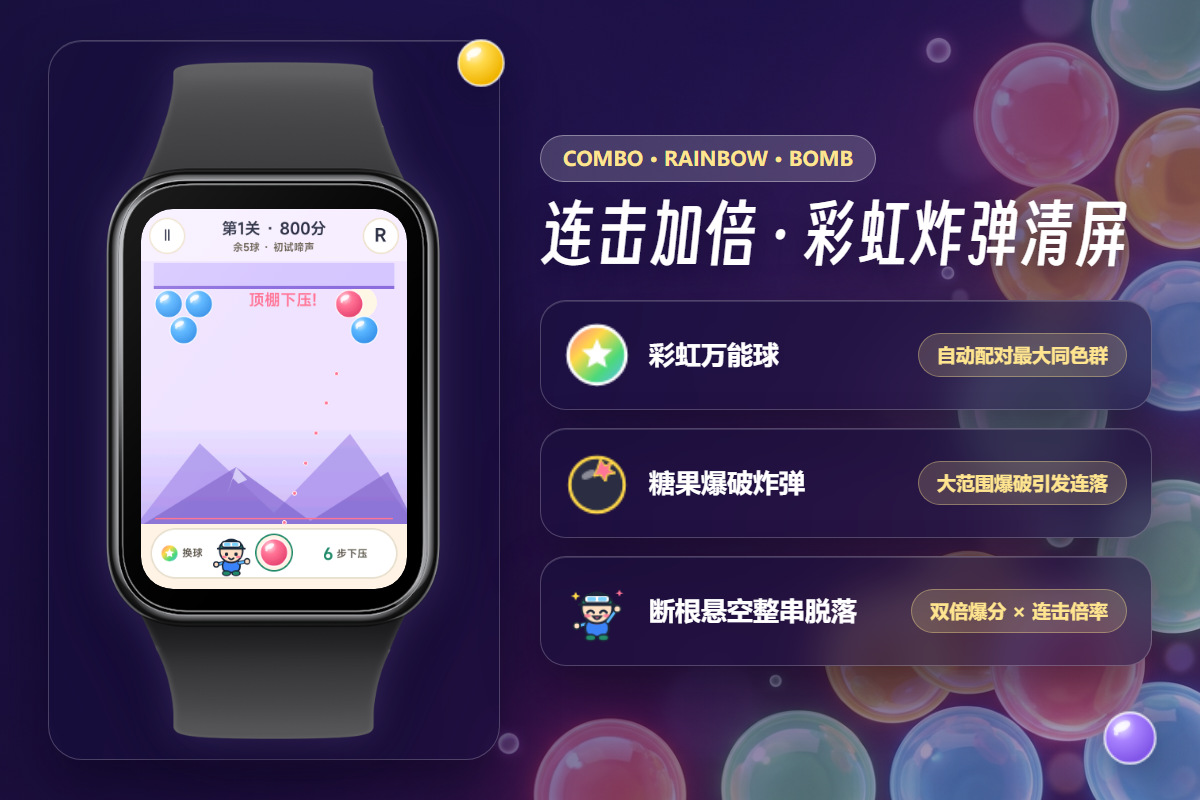 第1关 · 800分
余5球 · 初试啼声
R
顶棚下压!
换球
6 步下压
COMBO • RAINBOW • BOMB
连击加倍 · 彩虹炸弹清屏
彩虹万能球
自动配对最大同色群
糖果爆破炸弹
大范围爆破引发连落
断根悬空整串脱落
双倍爆分 × 连击倍率